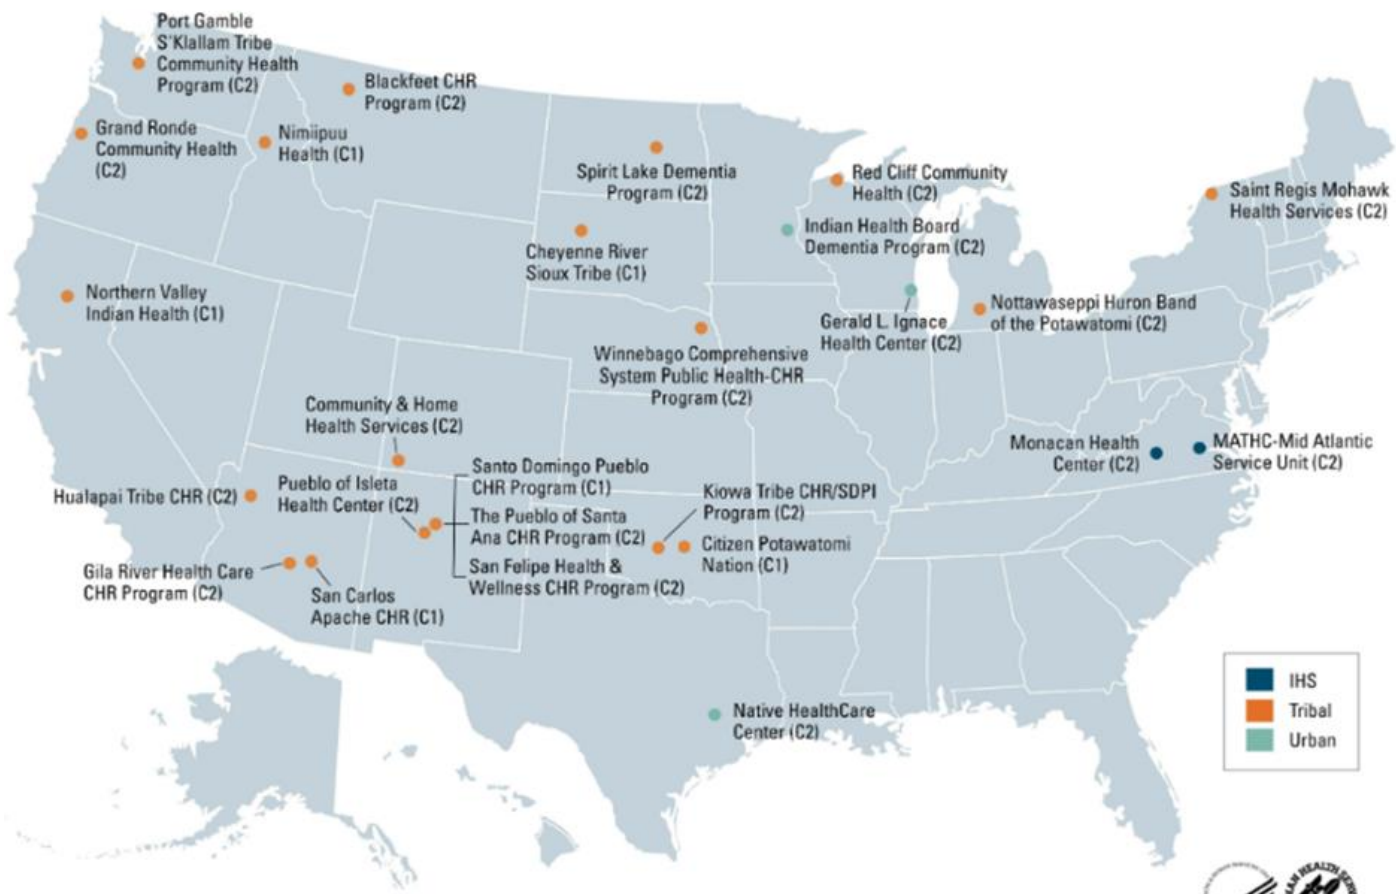 Port Gamble
S'Klallam Tribe
Community Health
Program (C2)
Blackfeet CHR
Program (C2)
Grand Ronde
Community Health
(C2)
Nimiipuu
Health (C1)
Spirit Lake Dementia
Program (C2)
Red Cliff Community
Health (C2)
Saint Regis Mohawk
Health Services (C2)
Indian Health Board
Dementia Program (C2)
Cheyenne River
Sioux Tribe (C1)
Northern Valley
Indian Health (C1)
Nottawaseppi Huron Band
of the Potawatomi (C2)
Gerald L. Ignace
Health Center (C2)
Winnebago Comprehensive
System Public Health-CHR
Program (C2)
Community & Home
Health Services (C2)
Monacan Health
Center (C2)
MATHC-Mid Atlantic
Service Unit (C2)
Hualapai Tribe CHR (C2)
Pueblo of Isleta
Health Center (C2)
Santo Domingo Pueblo
CHR Program (C1)
The Pueblo of Santa
Ana CHR Program (C2)
San Felipe Health &
Wellness CHR Program (C2)
Kiowa Tribe CHR/SDPI
Program (C2)
Citizen Potawatomi
Nation (C1)
Gila River Health Care
CHR Program (C2)
San Carlos
Apache CHR (C1)
Native HealthCare
Center (C2)
IHS
Tribal
Urban